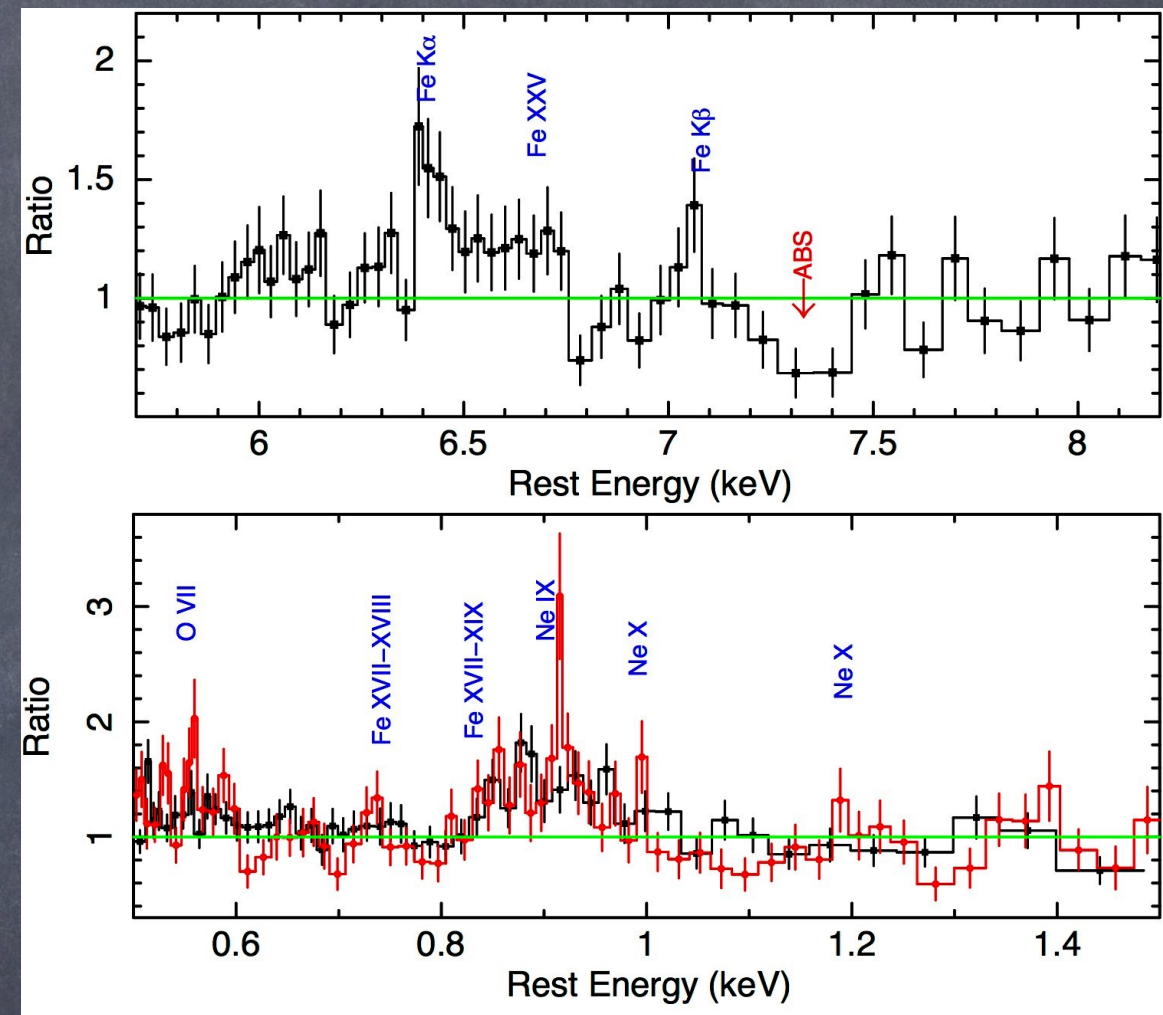 2
1.5
1
Ratio
Fe Kα
Fe XXV
Fe Kβ
ABS
6
6.5
7
7.5
8
Rest Energy (keV)
3
2
1
Ratio
O VII
Fe XVII–XVIII
Fe XVII–XIX
Ne IX
Ne X
Ne X
0.6
0.8
1
1.2
1.4
Rest Energy (keV)